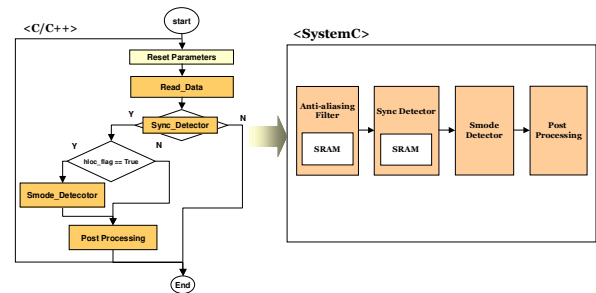 <C/C++>
start
Reset Parameters
Read_Data
Y
Sync_Detector
N
Y
hloc_flag == True
N
Smode_Detecotor
Post Processing
End
<SystemC>
Anti-aliasing
Filter
SRAM
Sync Detector
SRAM
Smode
Detector
Post
Processing